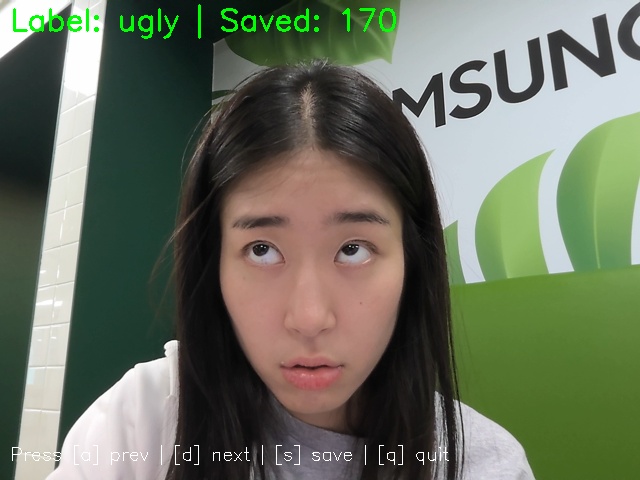 Label: ugly | Saved: 170
MSUNG
Press [a] prev | [d] next | [s] save | [q] quit